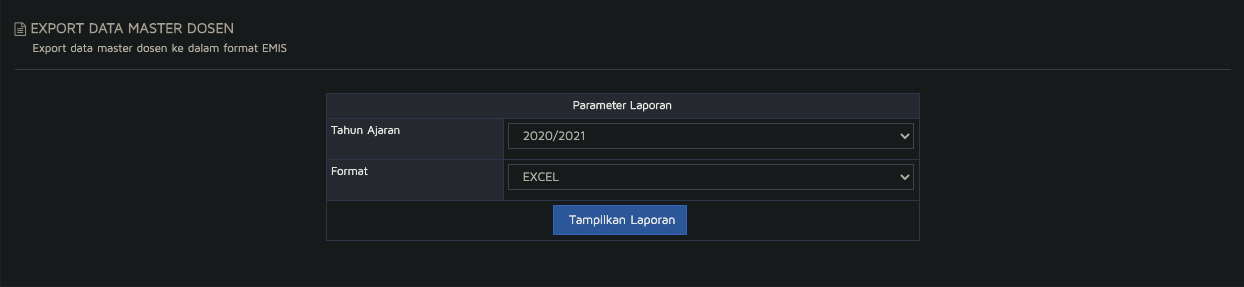 EXPORT DATA MASTER DOSEN
Export data master dosen ke dalam format EMIS
Parameter Laporan
Tahun Ajaran
2020/2021
Format
EXCEL
Tampilkan Laporan